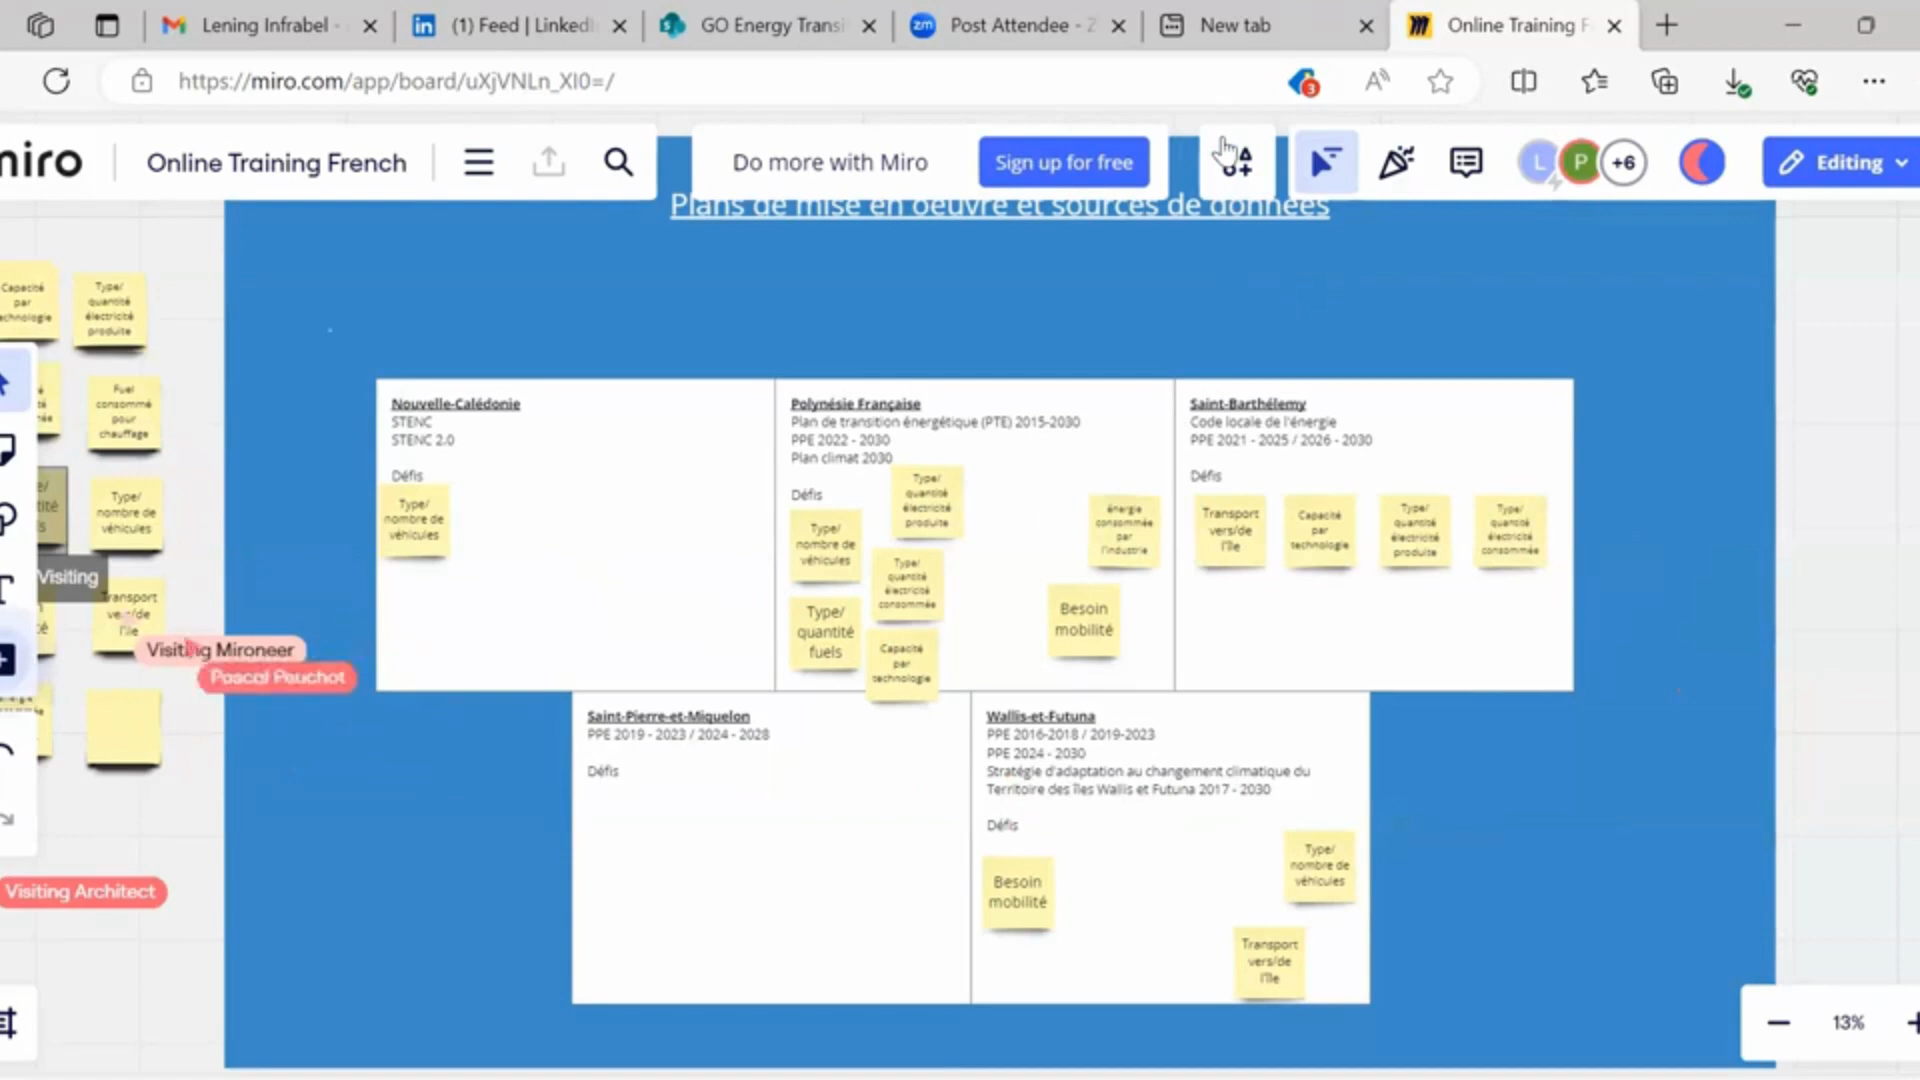 Lening Infrabel -
(1) Feed | LinkedI
GO Energy Transi
zm
Post Attendee - Z
New tab
Online Training F
https://miro.com/app/board/uXjVNLn_XI0=/
3
miro
Online Training French
Do more with Miro
Sign up for free
L
P
+6
Editing
Plans de mise en oeuvre et sources de données
Capacité
par
technologie
Type/
quantité
électricité
produite
Fuel
consommé
pour
chauffage
Type/
nombre de
véhicules
Visiting
Transport
vers/de
l'île
Visiting Mironeer
Pascal Pauchot
Visiting Architect
Nouvelle-Calédonie
STENC
STENC 2.0
Défis
Type/
nombre de
véhicules
Polynésie Française
Plan de transition énergétique (PTE) 2015-2030
PPE 2022 - 2030
Plan climat 2030
Défis
Type/
quantité
électricité
produite
Type/
nombre de
véhicules
Type/
quantité
électricité
consommée
Type/
quantité
fuels
Capacité
par
technologie
énergie
consommée
par
l'industrie
Besoin
mobilité
Saint-Barthélemy
Code locale de l'énergie
PPE 2021 - 2025 / 2026 - 2030
Défis
Transport
vers/de
l'île
Capacité
par
technologie
Type/
quantité
électricité
produite
Type/
quantité
électricité
consommée
Saint-Pierre-et-Miquelon
PPE 2019 - 2023 / 2024 - 2028
Défis
Wallis-et-Futuna
PPE 2016-2018 / 2019-2023
PPE 2024 - 2030
Stratégie d'adaptation au changement climatique du
Territoire des îles Wallis et Futuna 2017 - 2030
Défis
Besoin
mobilité
Type/
nombre de
véhicules
Transport
vers/de
l'île
13%